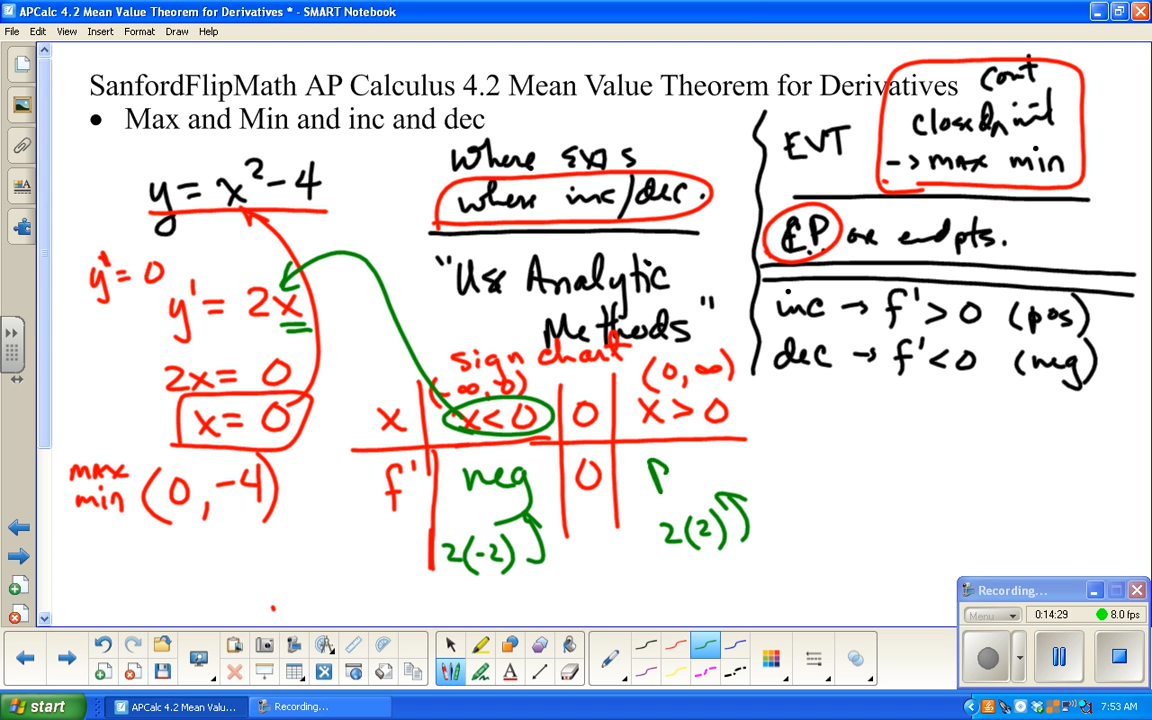 APCalc 4.2 Mean Value Theorem for Derivatives * - SMART Notebook
File Edit View Insert Format Draw Help
SanfordFlipMath AP Calculus 4.2 Mean Value Theorem for Derivatives
• Max and Min and inc and dec
y = x² - 4
y' = 0
y' = 2x
2x = 0
x = 0
max
min (0, -4)
where
where inc/dec.
"Use Analytic
Methods"
sign chart
(-∞, 0) (0, ∞)
x x < 0 0 x > 0
f' neg 0 P
2(-2) 2(2)
EVT
cont
closed
→ max min
EP are endpts.
inc → f' > 0 (pos)
dec → f' < 0 (neg)
Recording...
Menu 0:14:29 8.0 fps
start APCalc 4.2 Mean Valu... Recording... 7:53 AM